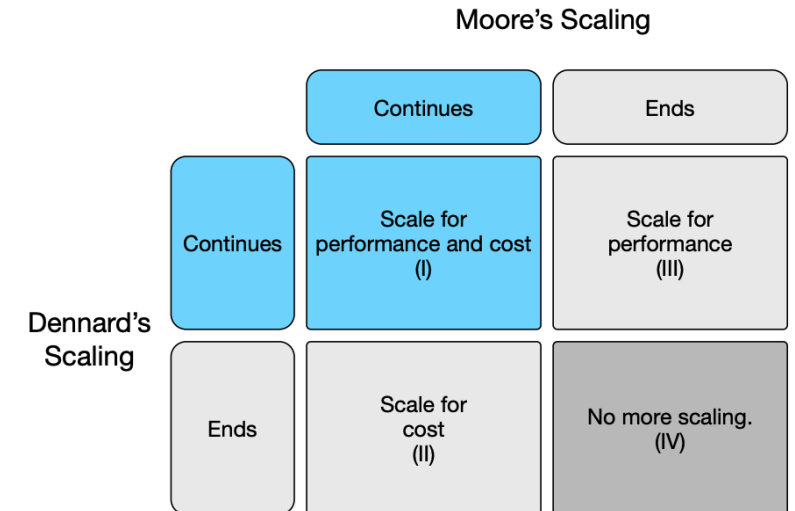 Moore’s Scaling
Continues
Ends
Continues
Scale for
performance and cost
(I)
Scale for
performance
(III)
Dennard’s
Scaling
Ends
Scale for
cost
(II)
No more scaling.
(IV)